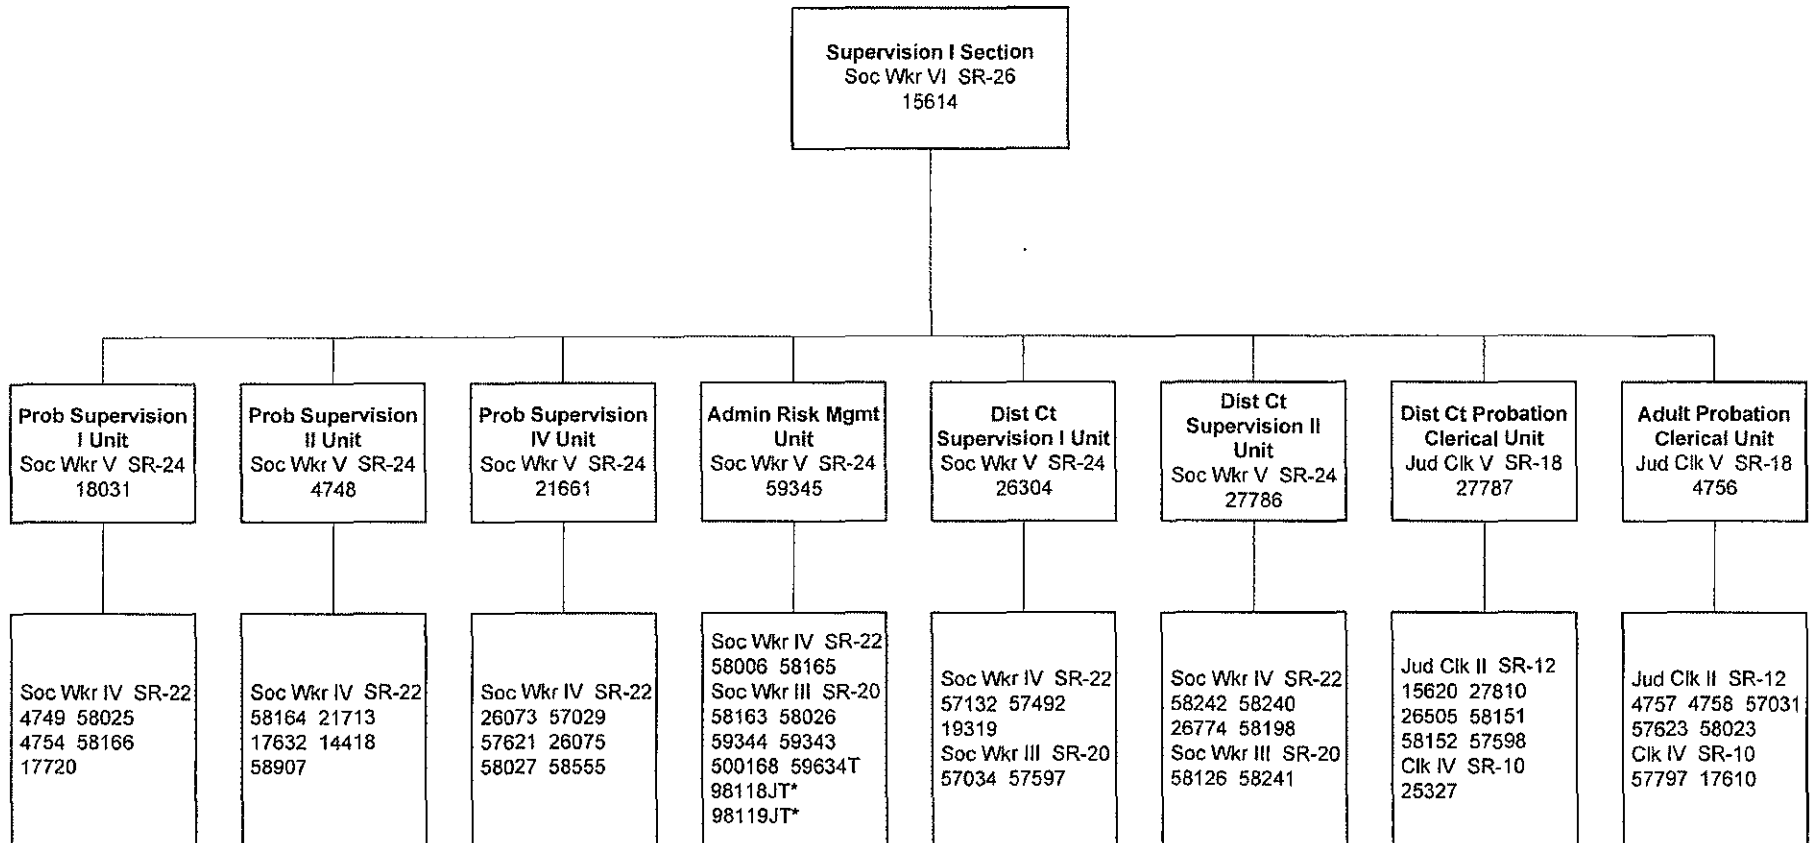 Supervision I Section
Soc Wkr VI SR-26
15614
Prob Supervision
I Unit
Soc Wkr V SR-24
18031
Prob Supervision
II Unit
Soc Wkr V SR-24
4748
Prob Supervision
IV Unit
Soc Wkr V SR-24
21661
Admin Risk Mgmt
Unit
Soc Wkr V SR-24
59345
Dist Ct
Supervision I Unit
Soc Wkr V SR-24
26304
Dist Ct
Supervision II
Unit
Soc Wkr V SR-24
27786
Dist Ct Probation
Clerical Unit
Jud Clk V SR-18
27787
Adult Probation
Clerical Unit
Jud Clk V SR-18
4756
Soc Wkr IV SR-22
4749 58025
4754 58166
17720
Soc Wkr IV SR-22
58164 21713
17632 14418
58907
Soc Wkr IV SR-22
26073 57029
57621 26075
58027 58555
Soc Wkr IV SR-22
58006 58165
Soc Wkr III SR-20
58163 58026
59344 59343
500168 59634T
98118JT*
98119JT*
Soc Wkr IV SR-22
57132 57492
19319
Soc Wkr III SR-20
57034 57597
Soc Wkr IV SR-22
58242 58240
26774 58198
Soc Wkr III SR-20
58126 58241
Jud Clk II SR-12
15620 27810
26505 58151
58152 57598
Clk IV SR-10
25327
Jud Clk II SR-12
4757 4758 57031
57623 58023
Clk IV SR-10
57797 17610